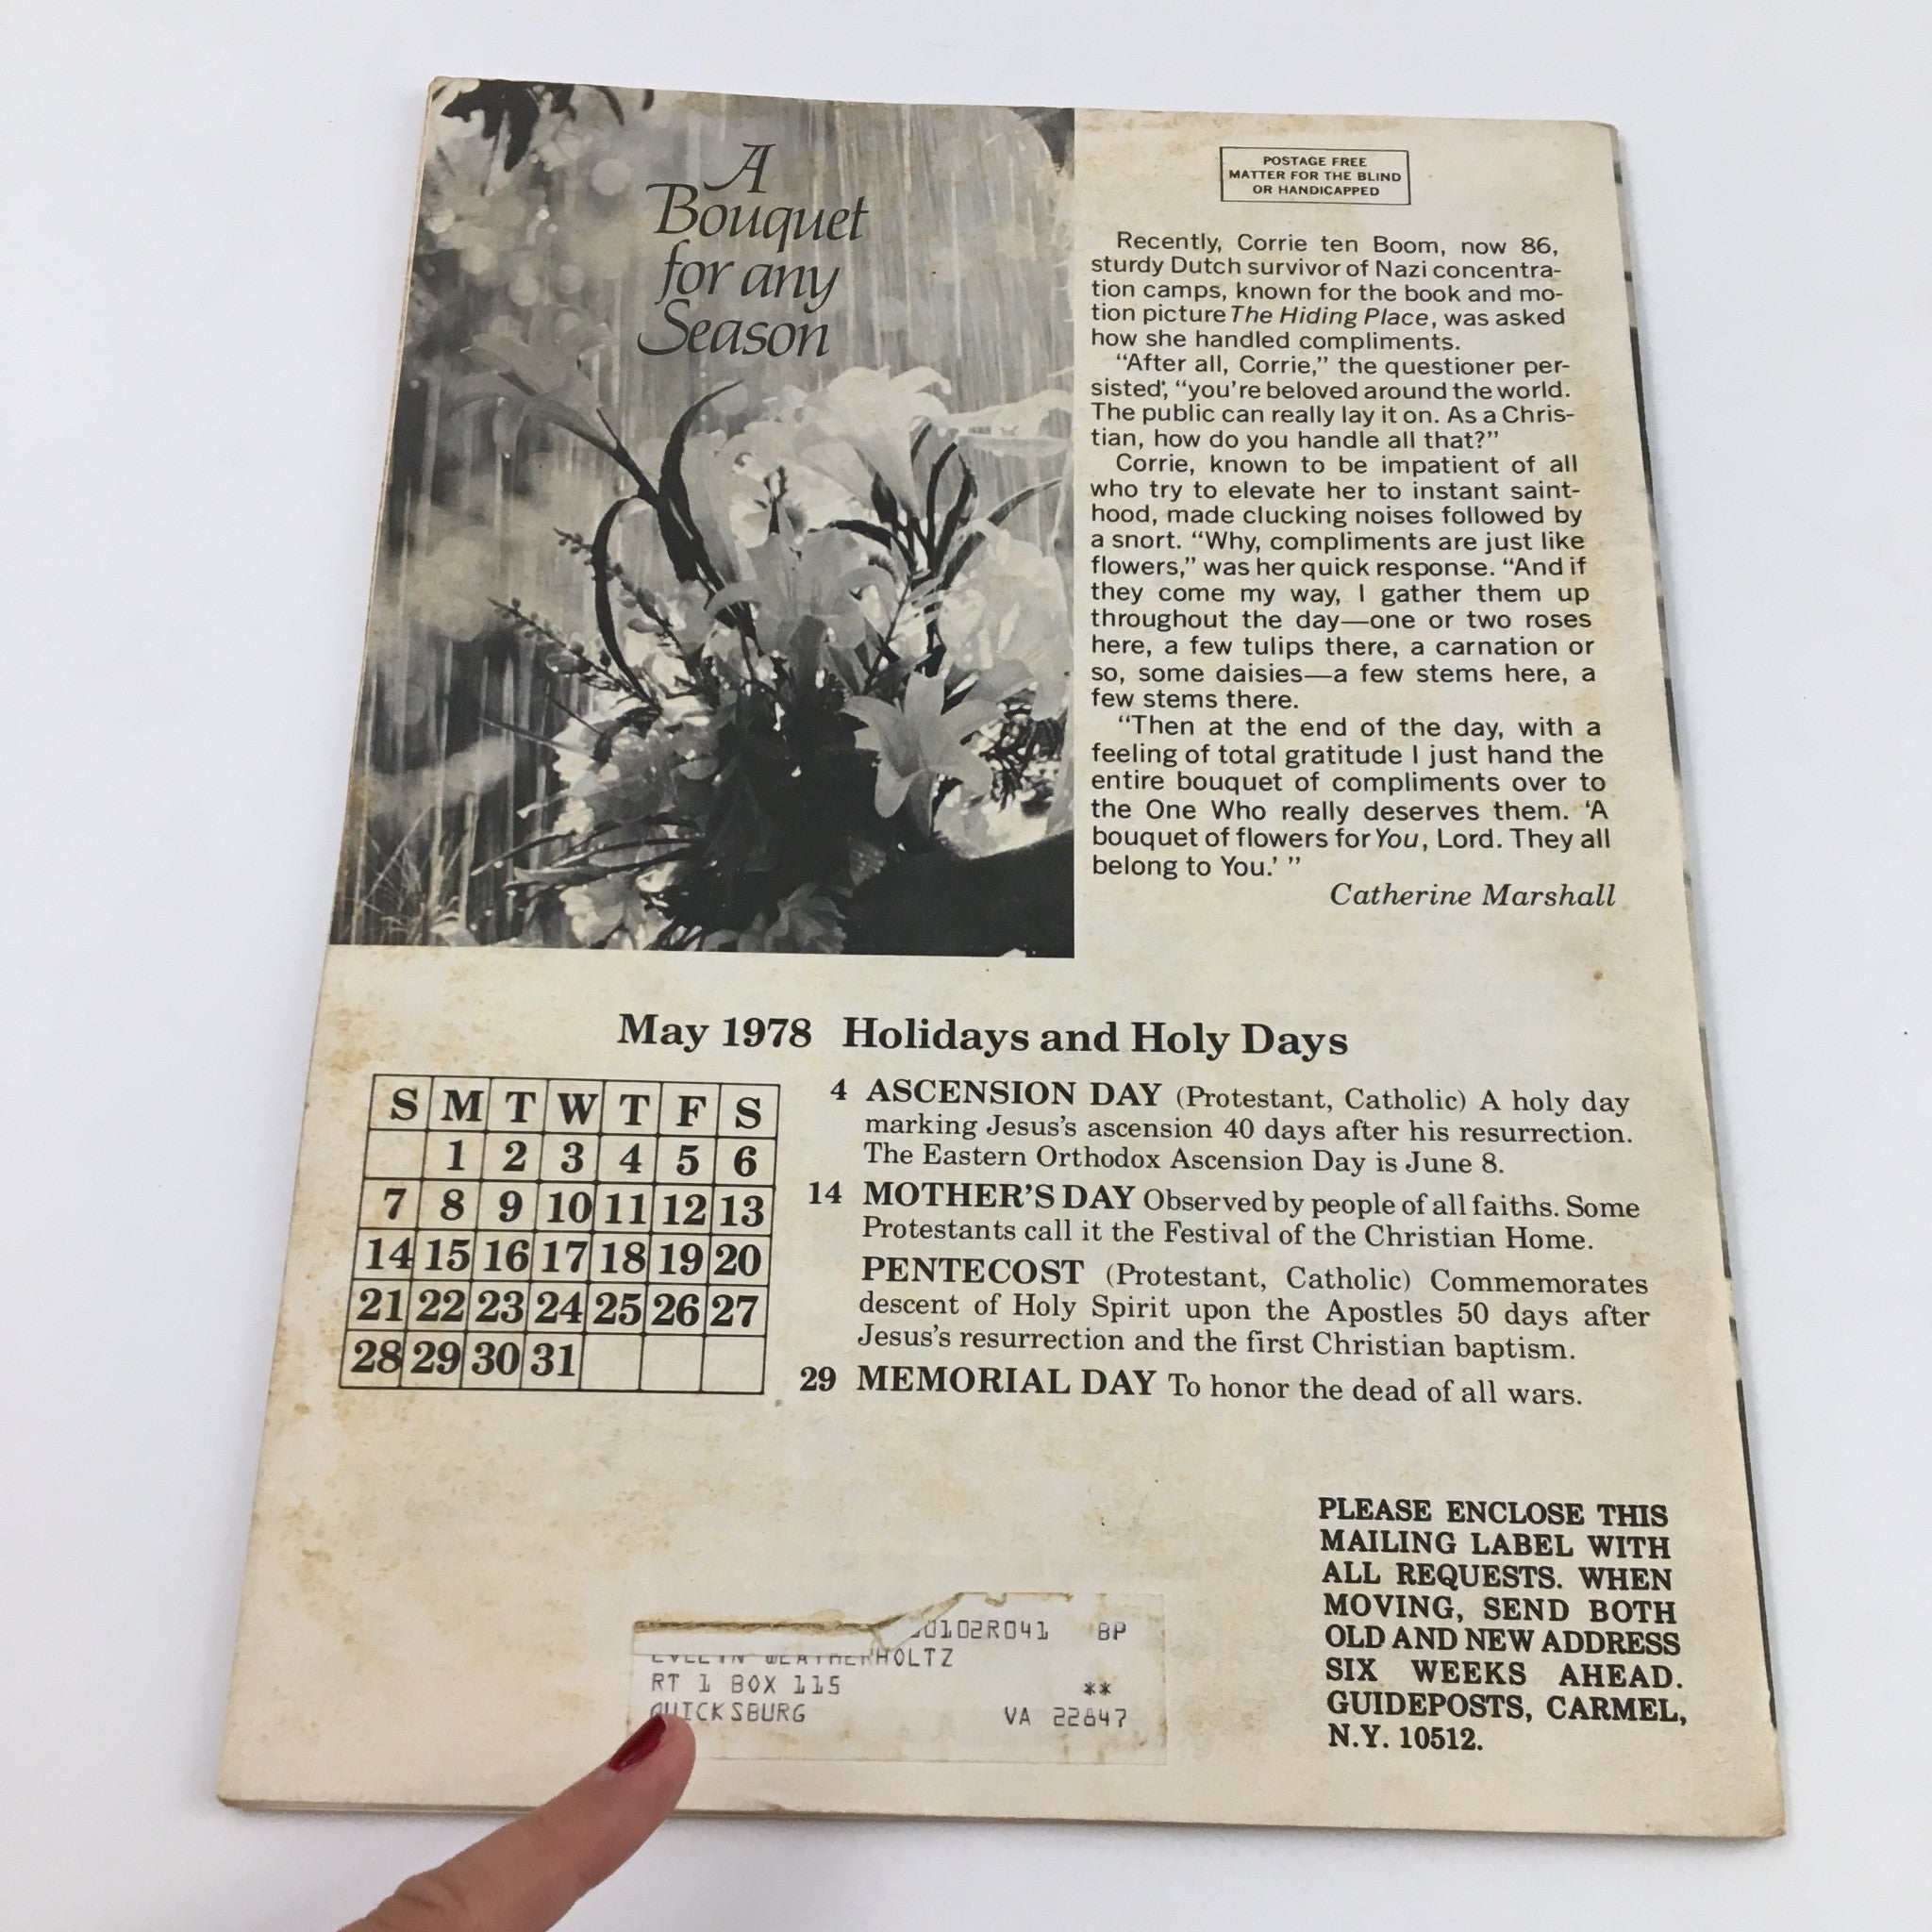 A
Bouquet
for any
Season
POSTAGE FREE
MATTER FOR THE BLIND
OR HANDICAPPED
Recently, Corrie ten Boom, now 86,
sturdy Dutch survivor of Nazi concentra-
tion camps, known for the book and mo-
tion picture The Hiding Place, was asked
how she handled compliments.
"After all, Corrie," the questioner per-
sisted, "you're beloved around the world.
The public can really lay it on. As a Chris-
tian, how do you handle all that?"
Corrie, known to be impatient of all
who try to elevate her to instant saint-
hood, made clucking noises followed by
a snort. "Why, compliments are just like
flowers," was her quick response. "And if
they come my way, I gather them up
throughout the day—one or two roses
here, a few tulips there, a carnation or
so, some daisies—a few stems here, a
few stems there.
"Then at the end of the day, with a
feeling of total gratitude I just hand the
entire bouquet of compliments over to
the One Who really deserves them. 'A
bouquet of flowers for You, Lord. They all
belong to You.' "
Catherine Marshall
May 1978 Holidays and Holy Days
S M T W T F S
1 2 3 4 5 6
7 8 9 10 11 12 13
14 15 16 17 18 19 20
21 22 23 24 25 26 27
28 29 30 31
4 ASCENSION DAY (Protestant, Catholic) A holy day
marking Jesus's ascension 40 days after his resurrection.
The Eastern Orthodox Ascension Day is June 8.
14 MOTHER'S DAY Observed by people of all faiths. Some
Protestants call it the Festival of the Christian Home.
PENTECOST (Protestant, Catholic) Commemorates
descent of Holy Spirit upon the Apostles 50 days after
Jesus's resurrection and the first Christian baptism.
29 MEMORIAL DAY To honor the dead of all wars.
0102R041 BP
WEATHERHOLTZ
RT 1 BOX 115 **
QUICKSBURG VA 22847
PLEASE ENCLOSE THIS
MAILING LABEL WITH
ALL REQUESTS. WHEN
MOVING, SEND BOTH
OLD AND NEW ADDRESS
SIX WEEKS AHEAD.
GUIDEPOSTS, CARMEL,
N.Y. 10512.